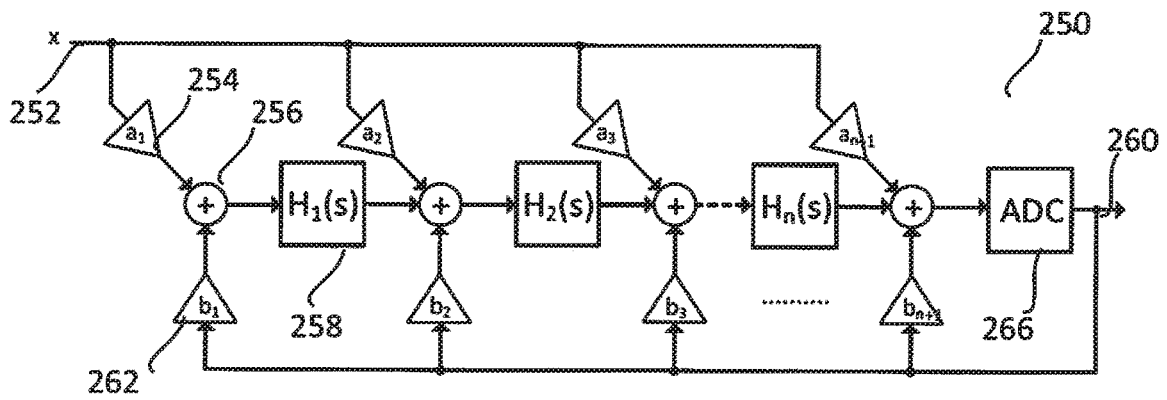 x
250
252
254
256
260
a₁
a₂
a₃
aₙ₊₁
H₁(s)
H₂(s)
Hₙ(s)
ADC
+
+
+
+
b₁
b₂
b₃
........
bₙ₊₁
258
262
266